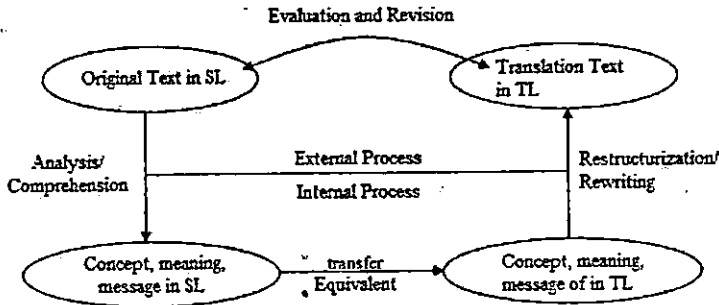 Evaluation and Revision
Original Text in SL
Translation Text
in TL
Analysis/
Comprehension
External Process
Internal Process
Restructurization/
Rewriting
Concept, meaning,
message in SL
transfer
Equivalent
Concept, meaning,
message of in TL